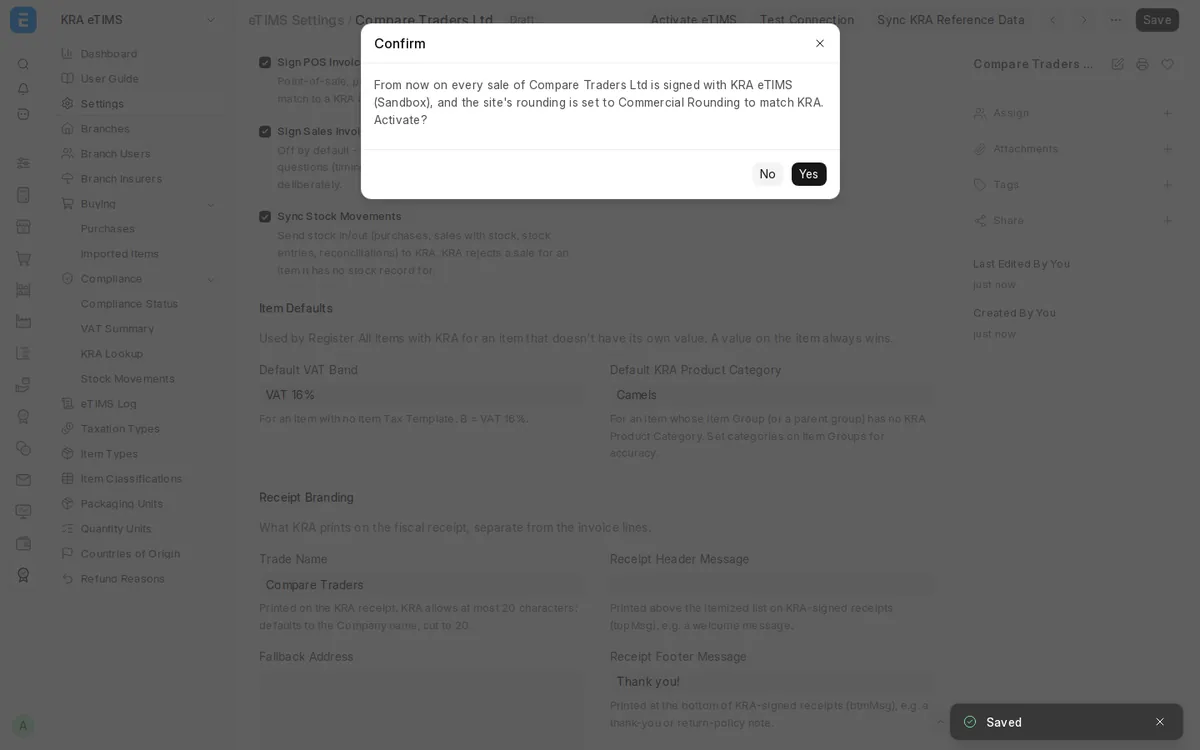 KRA eTIMS
eTIMS Settings / Compare Traders Ltd Draft
Activate eTIMS Test Connection Sync KRA Reference Data Save
Confirm
From now on every sale of Compare Traders Ltd is signed with KRA eTIMS
(Sandbox), and the site's rounding is set to Commercial Rounding to match KRA.
Activate?
No Yes
Dashboard
User Guide
Settings
Branches
Branch Users
Branch Insurers
Buying
Purchases
Imported Items
Compliance
Compliance Status
VAT Summary
KRA Lookup
Stock Movements
eTIMS Log
Taxation Types
Item Types
Item Classifications
Packaging Units
Quantity Units
Countries of Origin
Refund Reasons
A
Sign POS
Point-of-sale,
match to a KRA
Sign Sales
Off by default -
questions
deliberately.
Sync Stock Movements
Send stock in/out (purchases, sales with stock, stock
entries, reconciliations) to KRA. KRA rejects a sale for an
item it has no stock record for.
Item Defaults
Used by Register All Items with KRA for an item that doesn't have its own value. A value on the item always wins.
Default VAT Band
VAT 16%
For an item with no Item Tax Template. B = VAT 16%.
Default KRA Product Category
Camels
For an item whose Item Group (or a parent group) has no KRA
Product Category. Set categories on Item Groups for
accuracy.
Receipt Branding
What KRA prints on the fiscal receipt, separate from the invoice lines.
Trade Name
Compare Traders
Printed on the KRA receipt. KRA allows at most 20 characters;
defaults to the Company name, cut to 20.
Receipt Header Message
Printed above the itemized list on KRA-signed receipts
(topMsg), e.g. a welcome message.
Fallback Address
Receipt Footer Message
Thank you!
Printed at the bottom of KRA-signed receipts (btmMsg), e.g. a
thank-you or return-policy note.
Compare Traders ...
Assign
Attachments
Tags
Share
Last Edited By You
just now
Created By You
just now
Saved